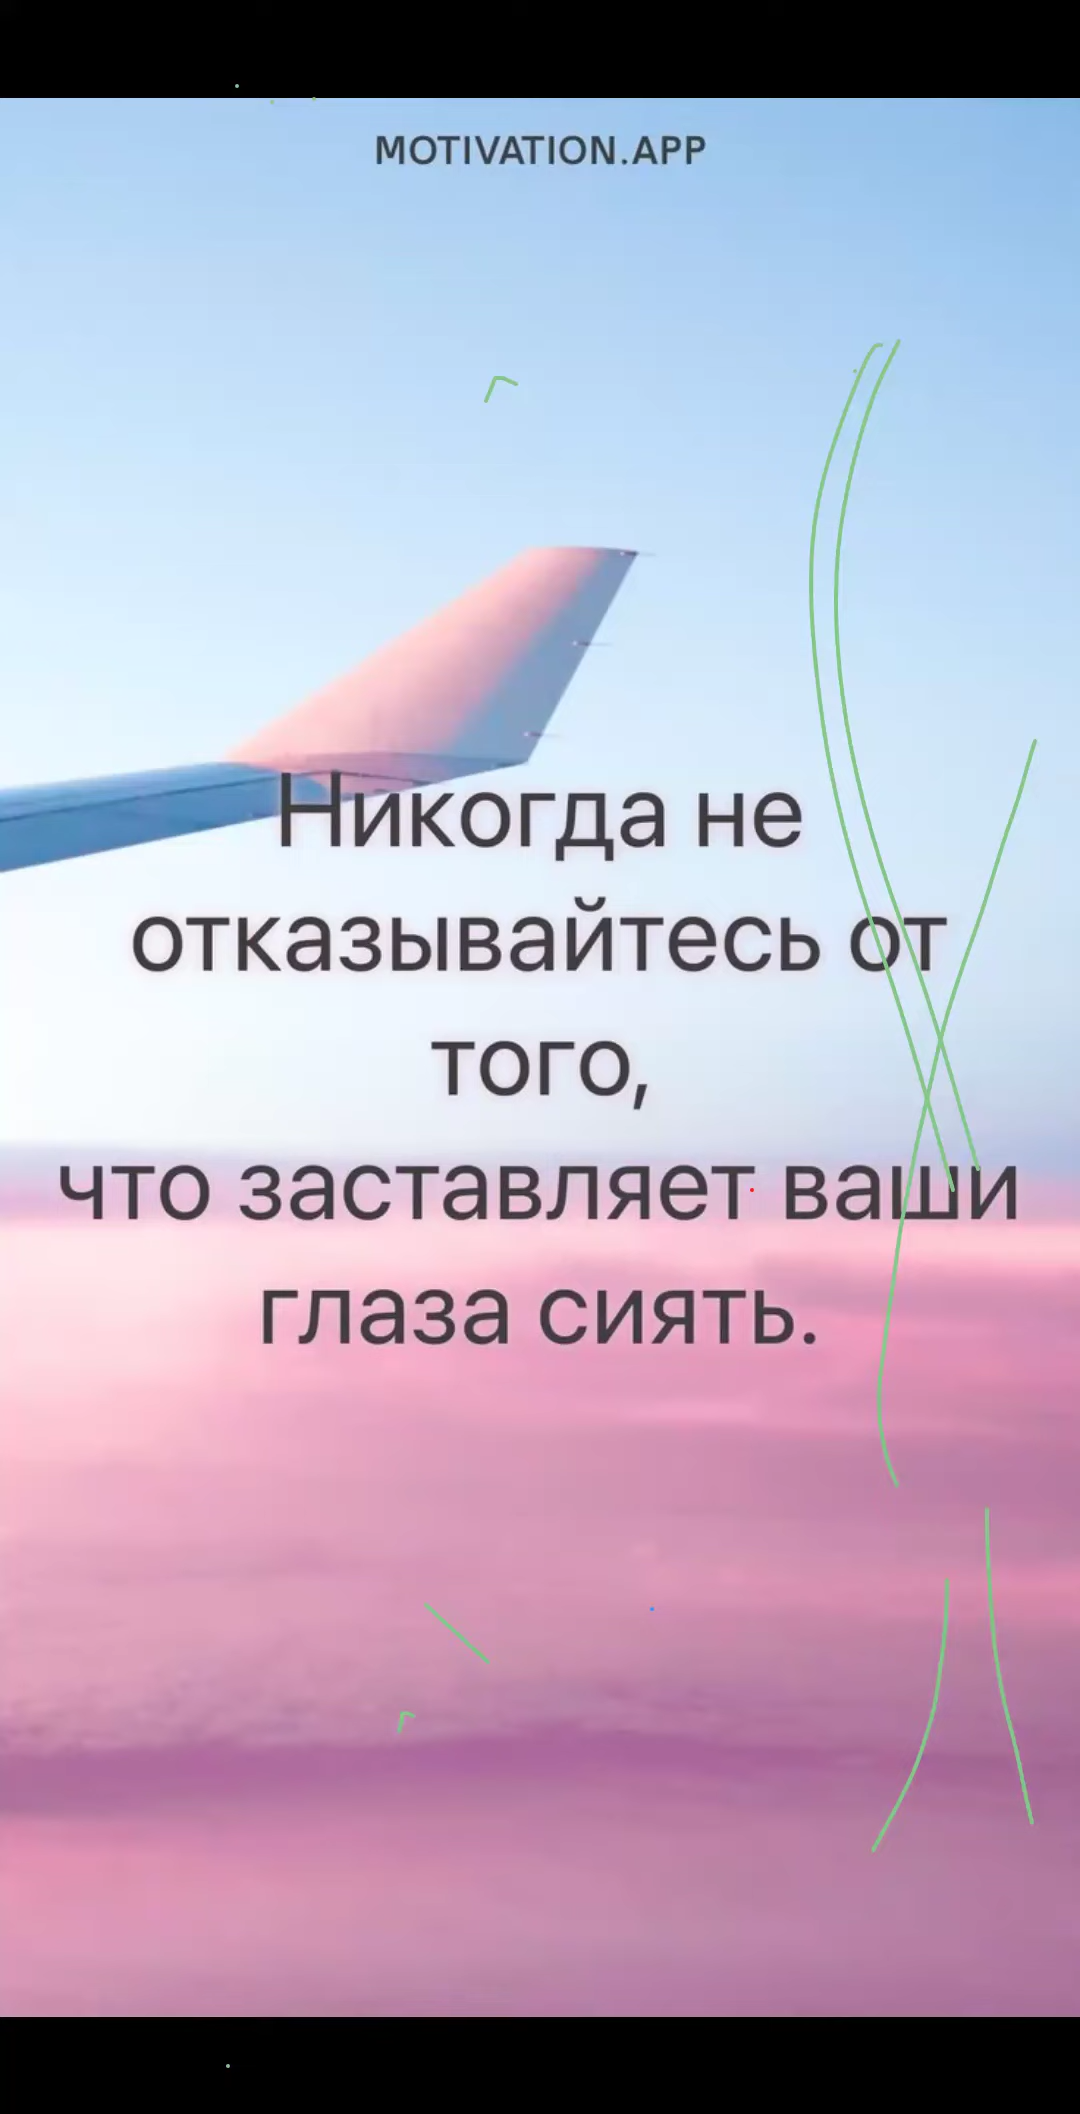 MOTIVATION.APP
Никогда не
отказывайтесь от
того,
что заставляет ваши
глаза сиять.